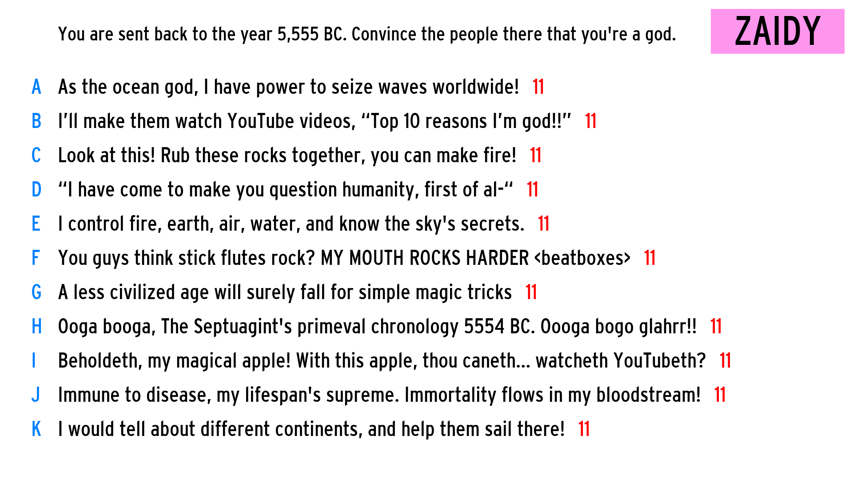 You are sent back to the year 5,555 BC. Convince the people there that you're a god.
ZAIDY
A As the ocean god, I have power to seize waves worldwide! 11
B I’ll make them watch YouTube videos, “Top 10 reasons I’m god!!” 11
C Look at this! Rub these rocks together, you can make fire! 11
D “I have come to make you question humanity, first of al-“ 11
E I control fire, earth, air, water, and know the sky's secrets. 11
F You guys think stick flutes rock? MY MOUTH ROCKS HARDER <beatboxes> 11
G A less civilized age will surely fall for simple magic tricks 11
H Ooga booga, The Septuagint's primeval chronology 5554 BC. Oooga bogo glahrr!! 11
I Beholdeth, my magical apple! With this apple, thou caneth... watcheth YouTubeth? 11
J Immune to disease, my lifespan's supreme. Immortality flows in my bloodstream! 11
K I would tell about different continents, and help them sail there! 11